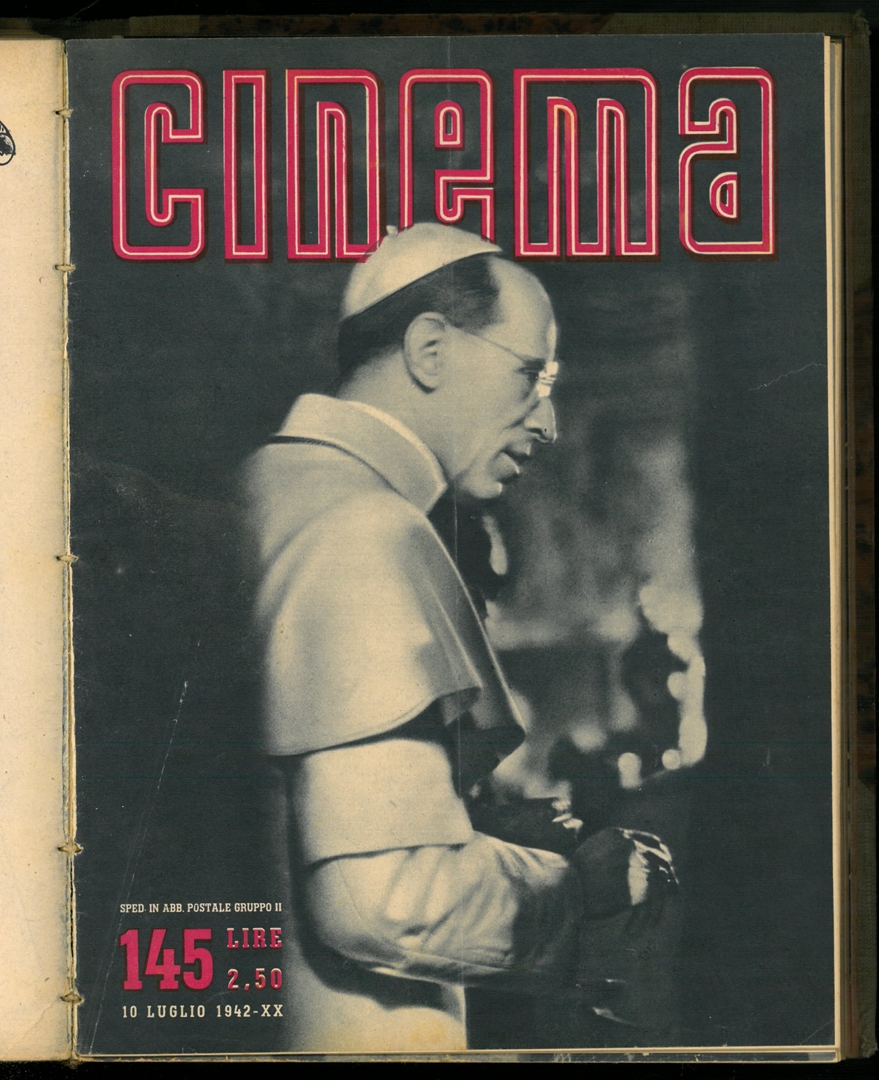 cinema
SPED. IN ABB. POSTALE GRUPPO II
145 LIRE
2,50
10 LUGLIO 1942-XX